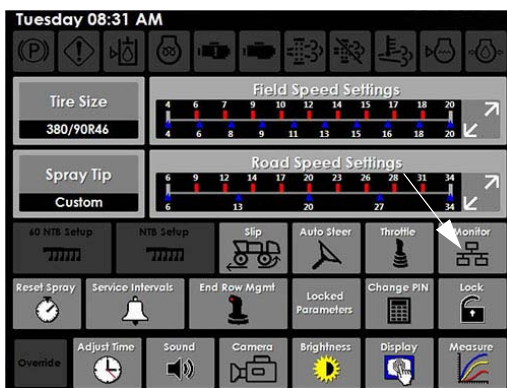 Tuesday 08:31 AM
Tire Size
380/90R46
Field Speed Settings
4 6 7 9 10 12 14 15 17 18 20
4 6 8 9 11 13 15 16 18 20
Spray Tip
Custom
Road Speed Settings
6 9 12 14 17 20 23 26 28 31 34
6 13 20 27 34
60 NTB Setup
NTB Setup
Slip
Auto Steer
Throttle
Monitor
Reset Spray
Service Intervals
End Row Mgmt
Locked
Parameters
Change PIN
Lock
Override
Adjust Time
Sound
Camera
Brightness
Display
Measure